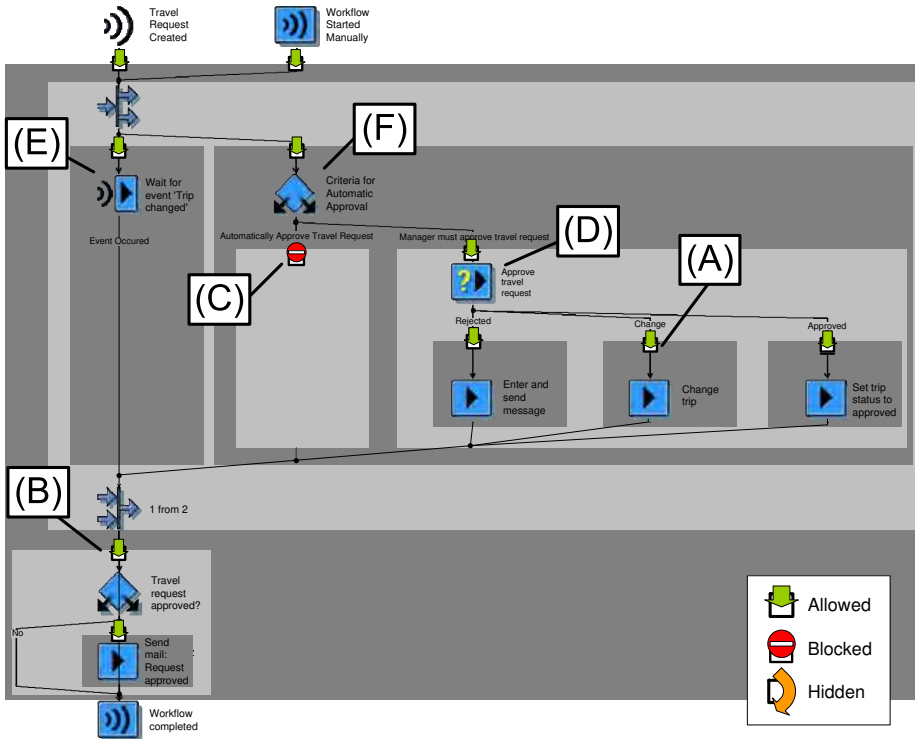 Travel
Request
Created
Workflow
Started
Manually
(E)
(F)
Wait for
event 'Trip
changed'
Criteria for
Automatic
Approval
Event Occured
Automatically Approve Travel Request
Manager must approve travel request
(C)
(D)
(A)
?
Approve
travel
request
Rejected
Change
Approved
Enter and
send
message
Change
trip
Set trip
status to
approved
(B)
1 from 2
Travel
request
approved?
No
Send
mail:
Request
approved
Workflow
completed
Allowed
Blocked
Hidden